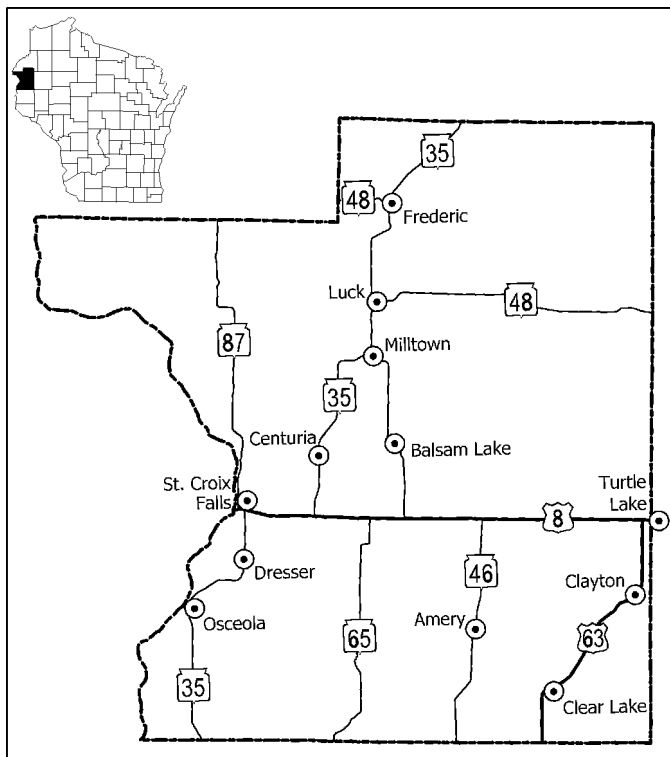 35
48
Frederic
Luck
48
87
Milltown
35
Centuria
Balsam Lake
St. Croix
Falls
Turtle
Lake
8
Dresser
46
Clayton
Osceola
65
Amery
63
35
Clear Lake